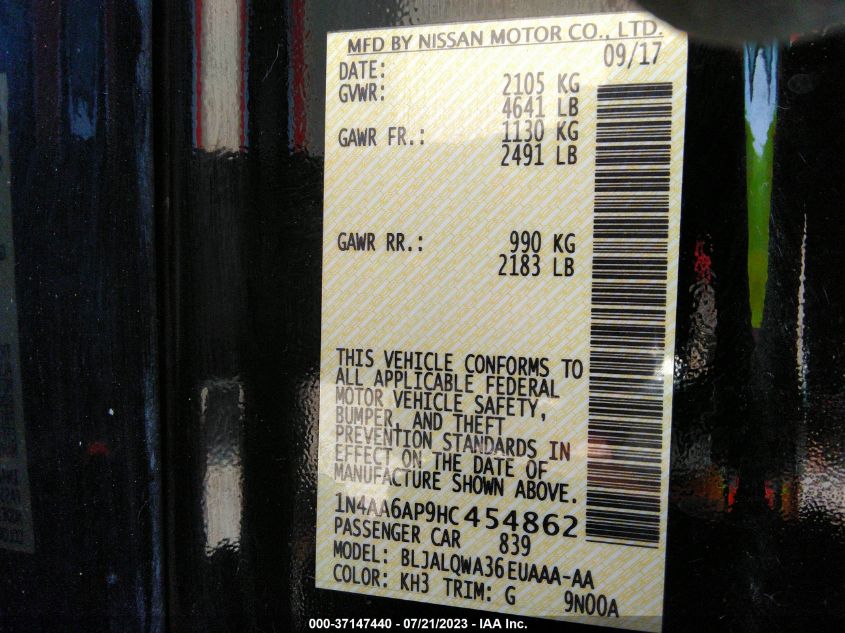 MFD BY NISSAN MOTOR CO., LTD.
DATE: 09/17
GVWR: 2105 KG
4641 LB
GAWR FR.: 1130 KG
2491 LB
GAWR RR.: 990 KG
2183 LB
THIS VEHICLE CONFORMS TO
ALL APPLICABLE FEDERAL
MOTOR VEHICLE SAFETY,
BUMPER, AND THEFT
PREVENTION STANDARDS IN
EFFECT ON THE DATE OF
MANUFACTURE SHOWN ABOVE.
1N4AA6AP9HC454862
PASSENGER CAR 839
MODEL: BLJALQWA36EUAAA-AA
COLOR: KH3 TRIM: G 9N00A
000-37147440 - 07/21/2023 - IAA Inc.